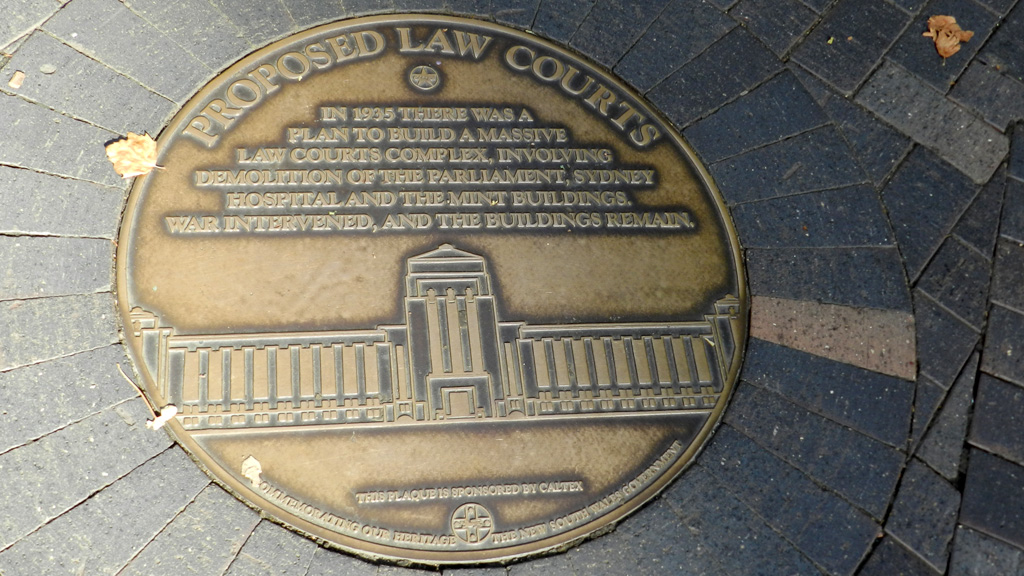 PROPOSED LAW COURTS
IN 1935 THERE WAS A
PLAN TO BUILD A MASSIVE
LAW COURTS COMPLEX, INVOLVING
DEMOLITION OF THE PARLIAMENT, SYDNEY
HOSPITAL AND THE MINT BUILDINGS.
WAR INTERVENED, AND THE BUILDINGS REMAIN.
THIS PLAQUE IS SPONSORED BY CALTEX
COMMEMORATING OUR HERITAGE THE NEW SOUTH WALES GOVERNMENT